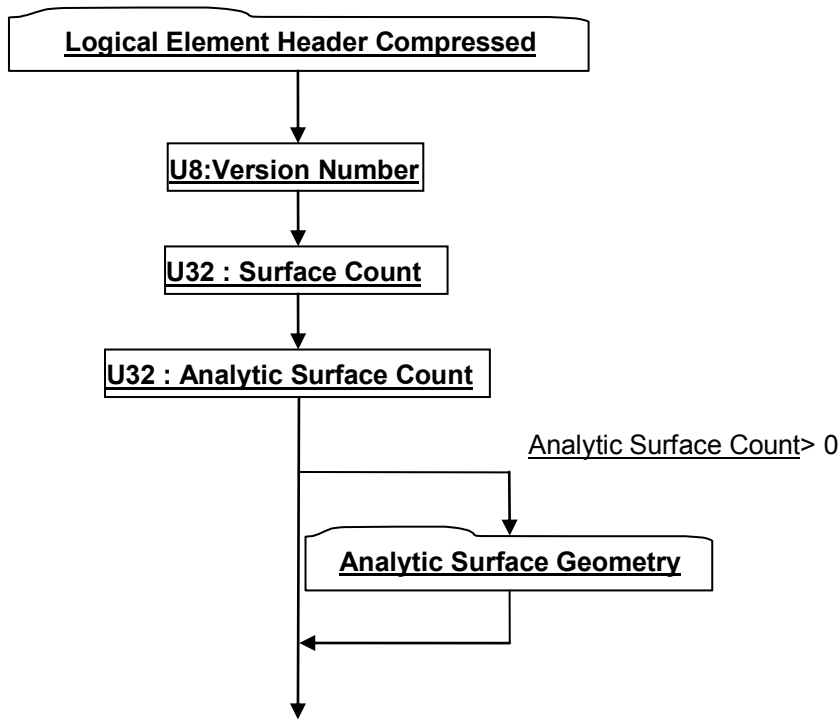 Logical Element Header Compressed
U8:Version Number
U32 : Surface Count
U32 : Analytic Surface Count
Analytic Surface Count> 0
Analytic Surface Geometry